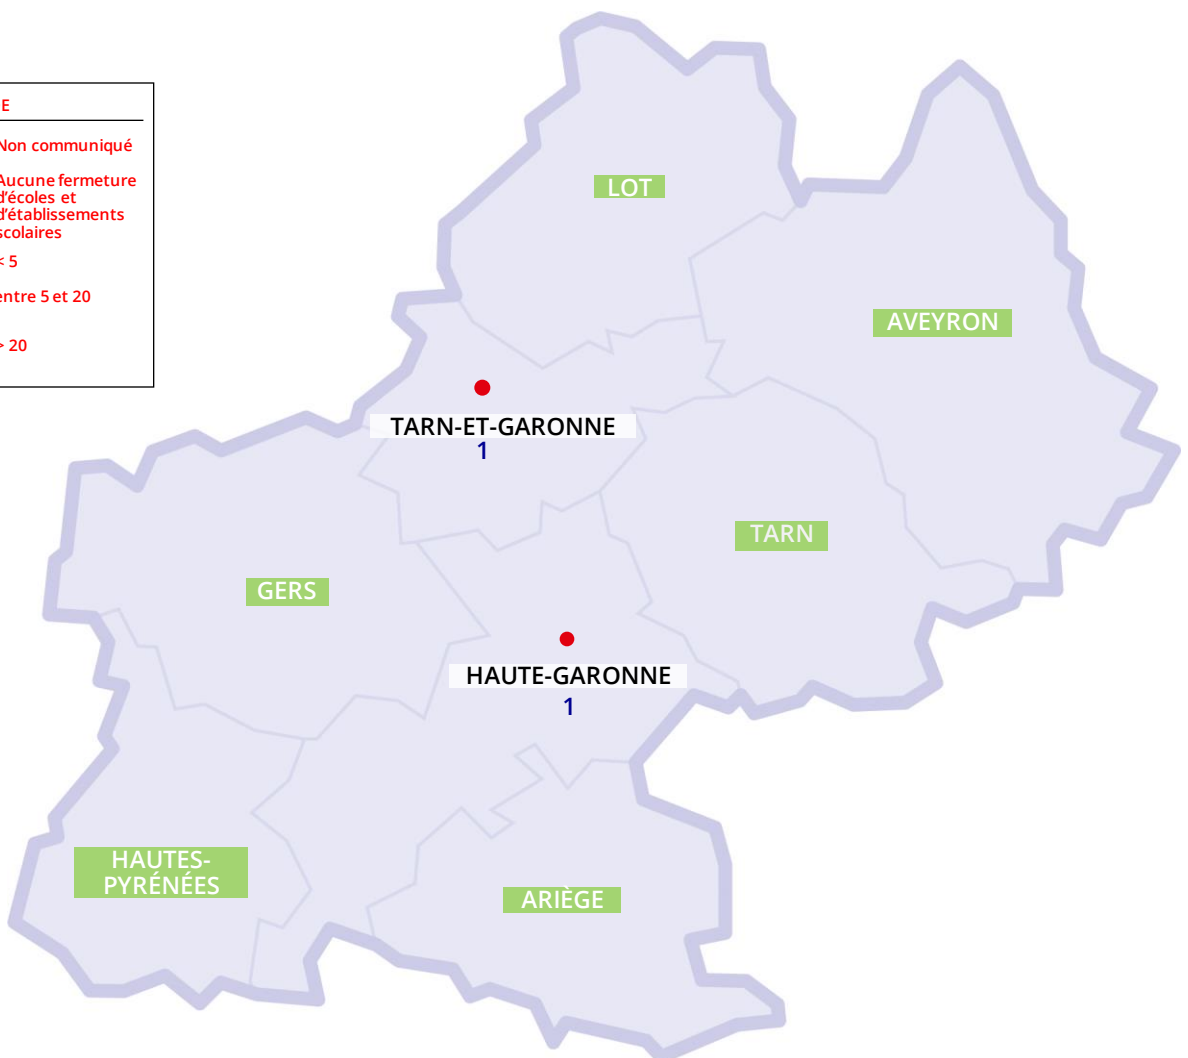 E
Non communiqué
Aucune fermeture
d'écoles et
d'établissements
scolaires
< 5
entre 5 et 20
> 20
LOT
AVEYRON
TARN-ET-GARONNE
1
TARN
GERS
HAUTE-GARONNE
1
HAUTES-
PYRÉNÉES
ARIÈGE